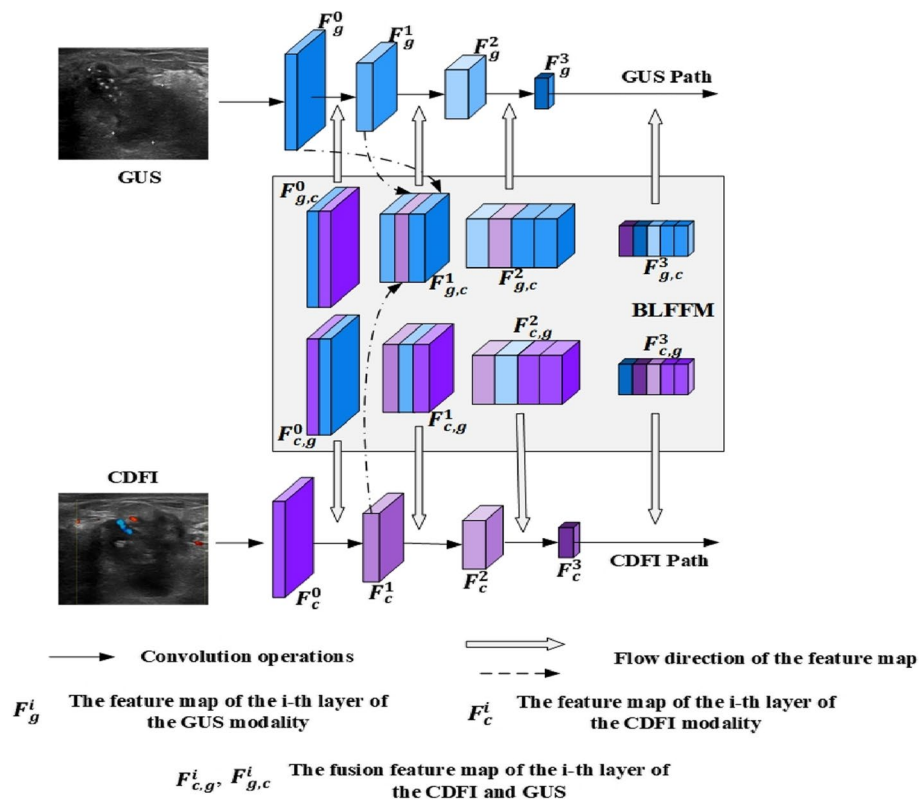 F_g^0
F_g^1
F_g^2
F_g^3
GUS Path
GUS
F_{g,c}^0
F_{g,c}^1
F_{g,c}^2
F_{g,c}^3
BLFFM
F_{c,g}^2
F_{c,g}^3
F_{c,g}^0
F_{c,g}^1
CDFI
F_c^0
F_c^1
F_c^2
F_c^3
CDFI Path
Convolution operations
Flow direction of the feature map
F_g^i The feature map of the i-th layer of
the GUS modality
F_c^i The feature map of the i-th layer of
the CDFI modality
F_{c,g}^i, F_{g,c}^i The fusion feature map of the i-th layer of
the CDFI and GUS